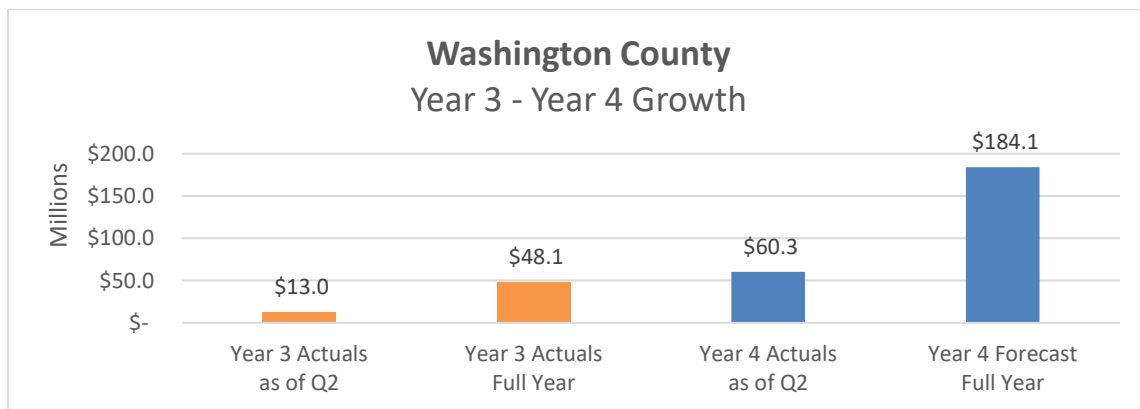 Washington County
Year 3 - Year 4 Growth
Millions
$200.0
$150.0
$100.0
$50.0
$-
$13.0
$48.1
$60.3
$184.1
Year 3 Actuals
as of Q2
Year 3 Actuals
Full Year
Year 4 Actuals
as of Q2
Year 4 Forecast
Full Year